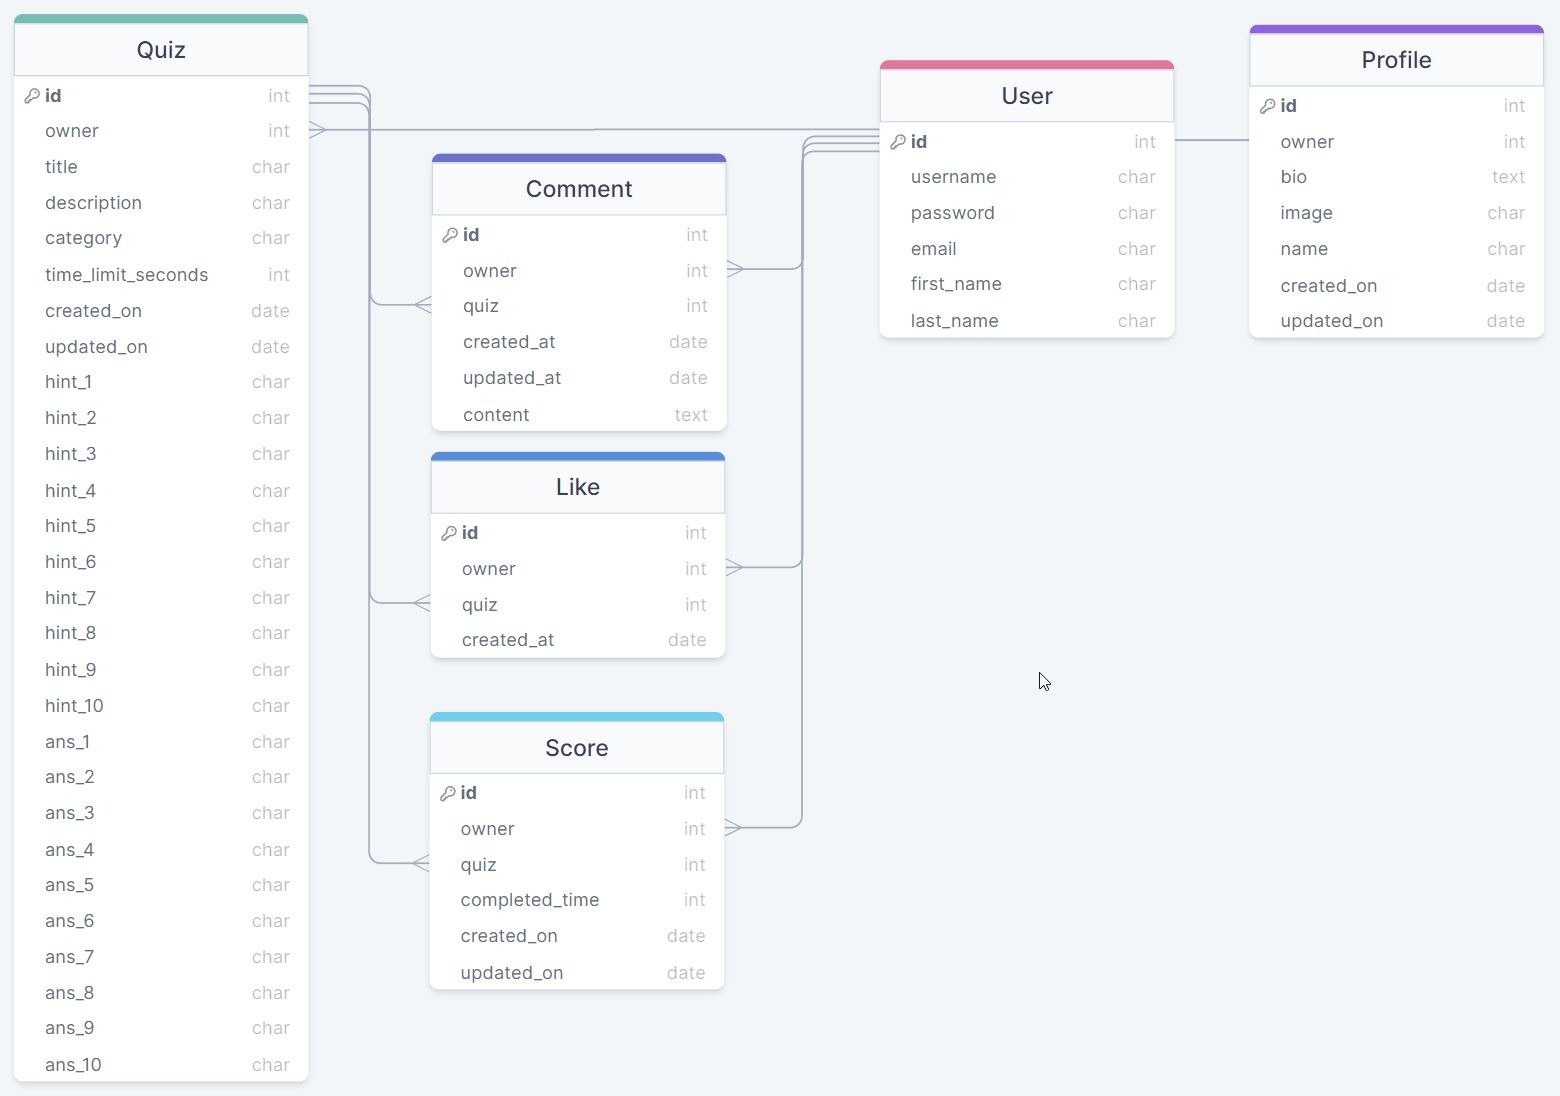 Quiz
id int
owner int
title char
description char
category char
time_limit_seconds int
created_on date
updated_on date
hint_1 char
hint_2 char
hint_3 char
hint_4 char
hint_5 char
hint_6 char
hint_7 char
hint_8 char
hint_9 char
hint_10 char
ans_1 char
ans_2 char
ans_3 char
ans_4 char
ans_5 char
ans_6 char
ans_7 char
ans_8 char
ans_9 char
ans_10 char
Comment
id int
owner int
quiz int
created_at date
updated_at date
content text
Like
id int
owner int
quiz int
created_at date
Score
id int
owner int
quiz int
completed_time int
created_on date
updated_on date
User
id int
username char
password char
email char
first_name char
last_name char
Profile
id int
owner int
bio text
image char
name char
created_on date
updated_on date